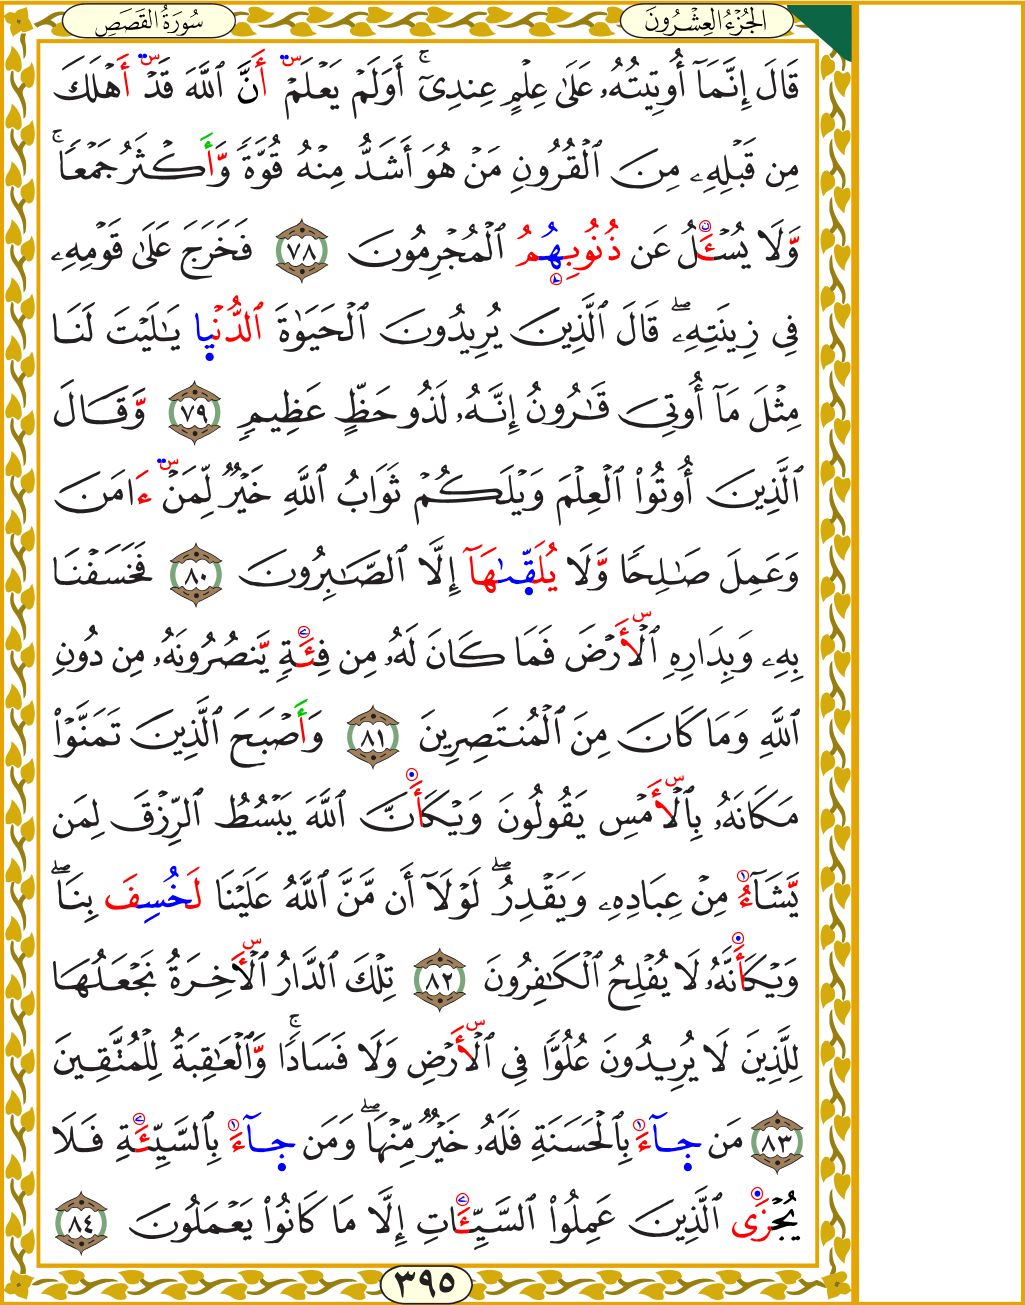 الجُزْءُ العِشْرُونَ
سُورَةُ القَصَصِ
قَالَ إِنَّمَآ أُوتِيتُهُۥ عَلَىٰ عِلْمٍ عِندِىٓۚ أَوَلَمْ يَعْلَمْ أَنَّ ٱللَّهَ قَدْ أَهْلَكَ
مِن قَبْلِهِۦ مِنَ ٱلْقُرُونِ مَنْ هُوَ أَشَدُّ مِنْهُ قُوَّةً وَّأَكْثَرُ جَمْعًاۚ
وَّلَا يُسْـَٔلُ عَن ذُنُوبِهِمُ ٱلْمُجْرِمُونَ ٧٨ فَخَرَجَ عَلَىٰ قَوْمِهِۦ
فِى زِينَتِهِۦۖ قَالَ ٱلَّذِينَ يُرِيدُونَ ٱلْحَيَوٰةَ ٱلدُّنْيٜا يَـٰلَيْتَ لَنَا
مِثْلَ مَآ أُوتِىَ قَـٰرُونُ إِنَّهُۥ لَذُو حَظٍّ عَظِيمٍ ٧٩ وَّقَالَ
ٱلَّذِينَ أُوتُوا۟ ٱلْعِلْمَ وَيْلَكُمْ ثَوَابُ ٱللَّهِ خَيْرٌ لِّمَنْ ءَامَنَ
وَعَمِلَ صَـٰلِحًا وَّلَا يُلَقَّىٰهَآ إِلَّا ٱلصَّـٰبِرُونَ ٨٠ فَخَسَفْنَا
بِهِۦ وَبِدَارِهِ ٱلْأَرْضَ فَمَا كَانَ لَهُۥ مِن فِئَةٍ يَّنصُرُونَهُۥ مِن دُونِ
ٱللَّهِ وَمَا كَانَ مِنَ ٱلْمُنتَصِرِينَ ٨١ وَأَصْبَحَ ٱلَّذِينَ تَمَنَّوْا۟
مَكَانَهُۥ بِٱلْأَمْسِ يَقُولُونَ وَيْكَأَنَّ ٱللَّهَ يَبْسُطُ ٱلرِّزْقَ لِمَن
يَّشَآءُ مِنْ عِبَادِهِۦ وَيَقْدِرُۖ لَوْلَآ أَن مَّنَّ ٱللَّهُ عَلَيْنَا لَخُسِفَ بِنَاۖ
وَيْكَأَنَّهُۥ لَا يُفْلِحُ ٱلْكَـٰفِرُونَ ٨٢ تِلْكَ ٱلدَّارُ ٱلْأَخِرَةُ نَجْعَلُهَا
لِلَّذِينَ لَا يُرِيدُونَ عُلُوًّا فِى ٱلْأَرْضِ وَلَا فَسَادًاۚ وَّٱلْعَـٰقِبَةُ لِلْمُتَّقِينَ
٨٣ مَن جَآءَ بِٱلْحَسَنَةِ فَلَهُۥ خَيْرٌ مِّنْهَاۖ وَمَن جَآءَ بِٱلسَّيِّئَةِ فَلَا
يُجْزَى ٱلَّذِينَ عَمِلُوا۟ ٱلسَّيِّـَٔاتِ إِلَّا مَا كَانُوا۟ يَعْمَلُونَ ٨٤
٣٩٥